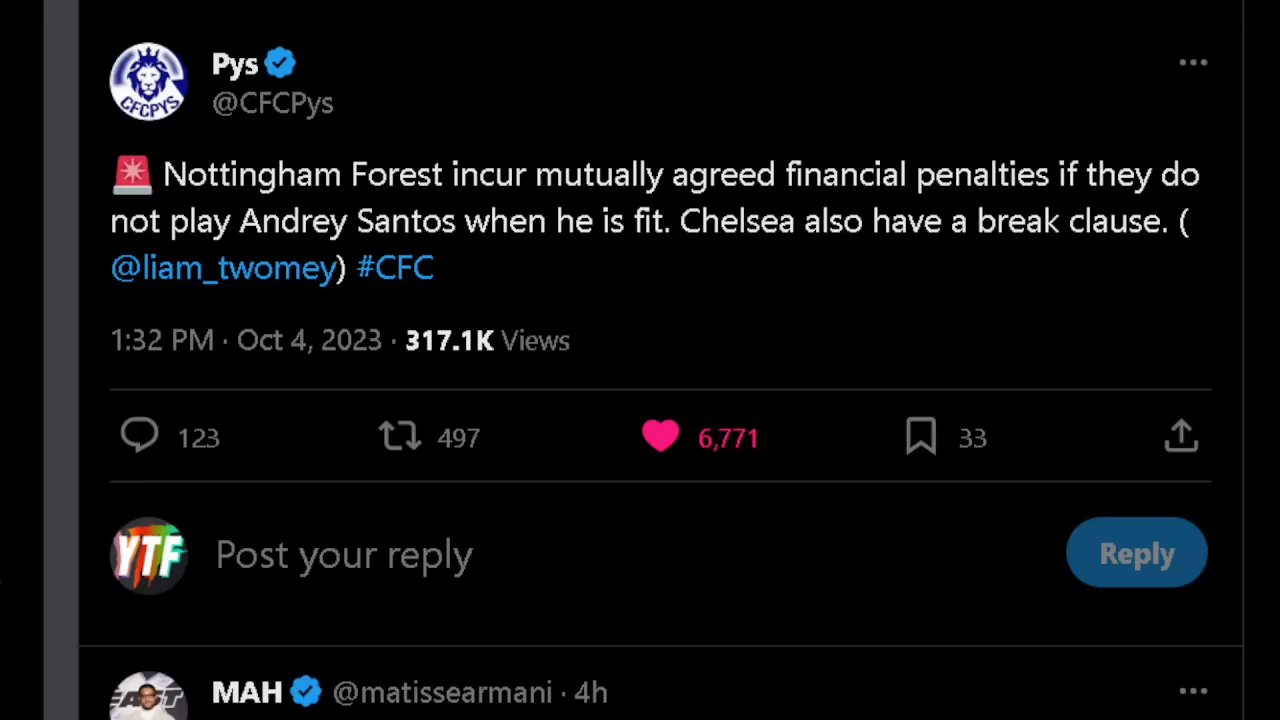 Pys
@CFCPys
CFCPYS
🚨 Nottingham Forest incur mutually agreed financial penalties if they do
not play Andrey Santos when he is fit. Chelsea also have a break clause. (
@liam_twomey) #CFC
1:32 PM · Oct 4, 2023 · 317.1K Views
123 497 6,771 33
YTF
Post your reply
Reply
MAH @matissearmani · 4h